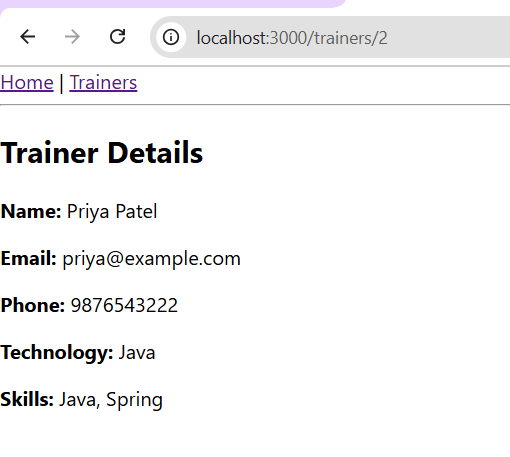 localhost:3000/trainers/2
Home | Trainers
Trainer Details
Name: Priya Patel
Email: priya@example.com
Phone: 9876543222
Technology: Java
Skills: Java, Spring